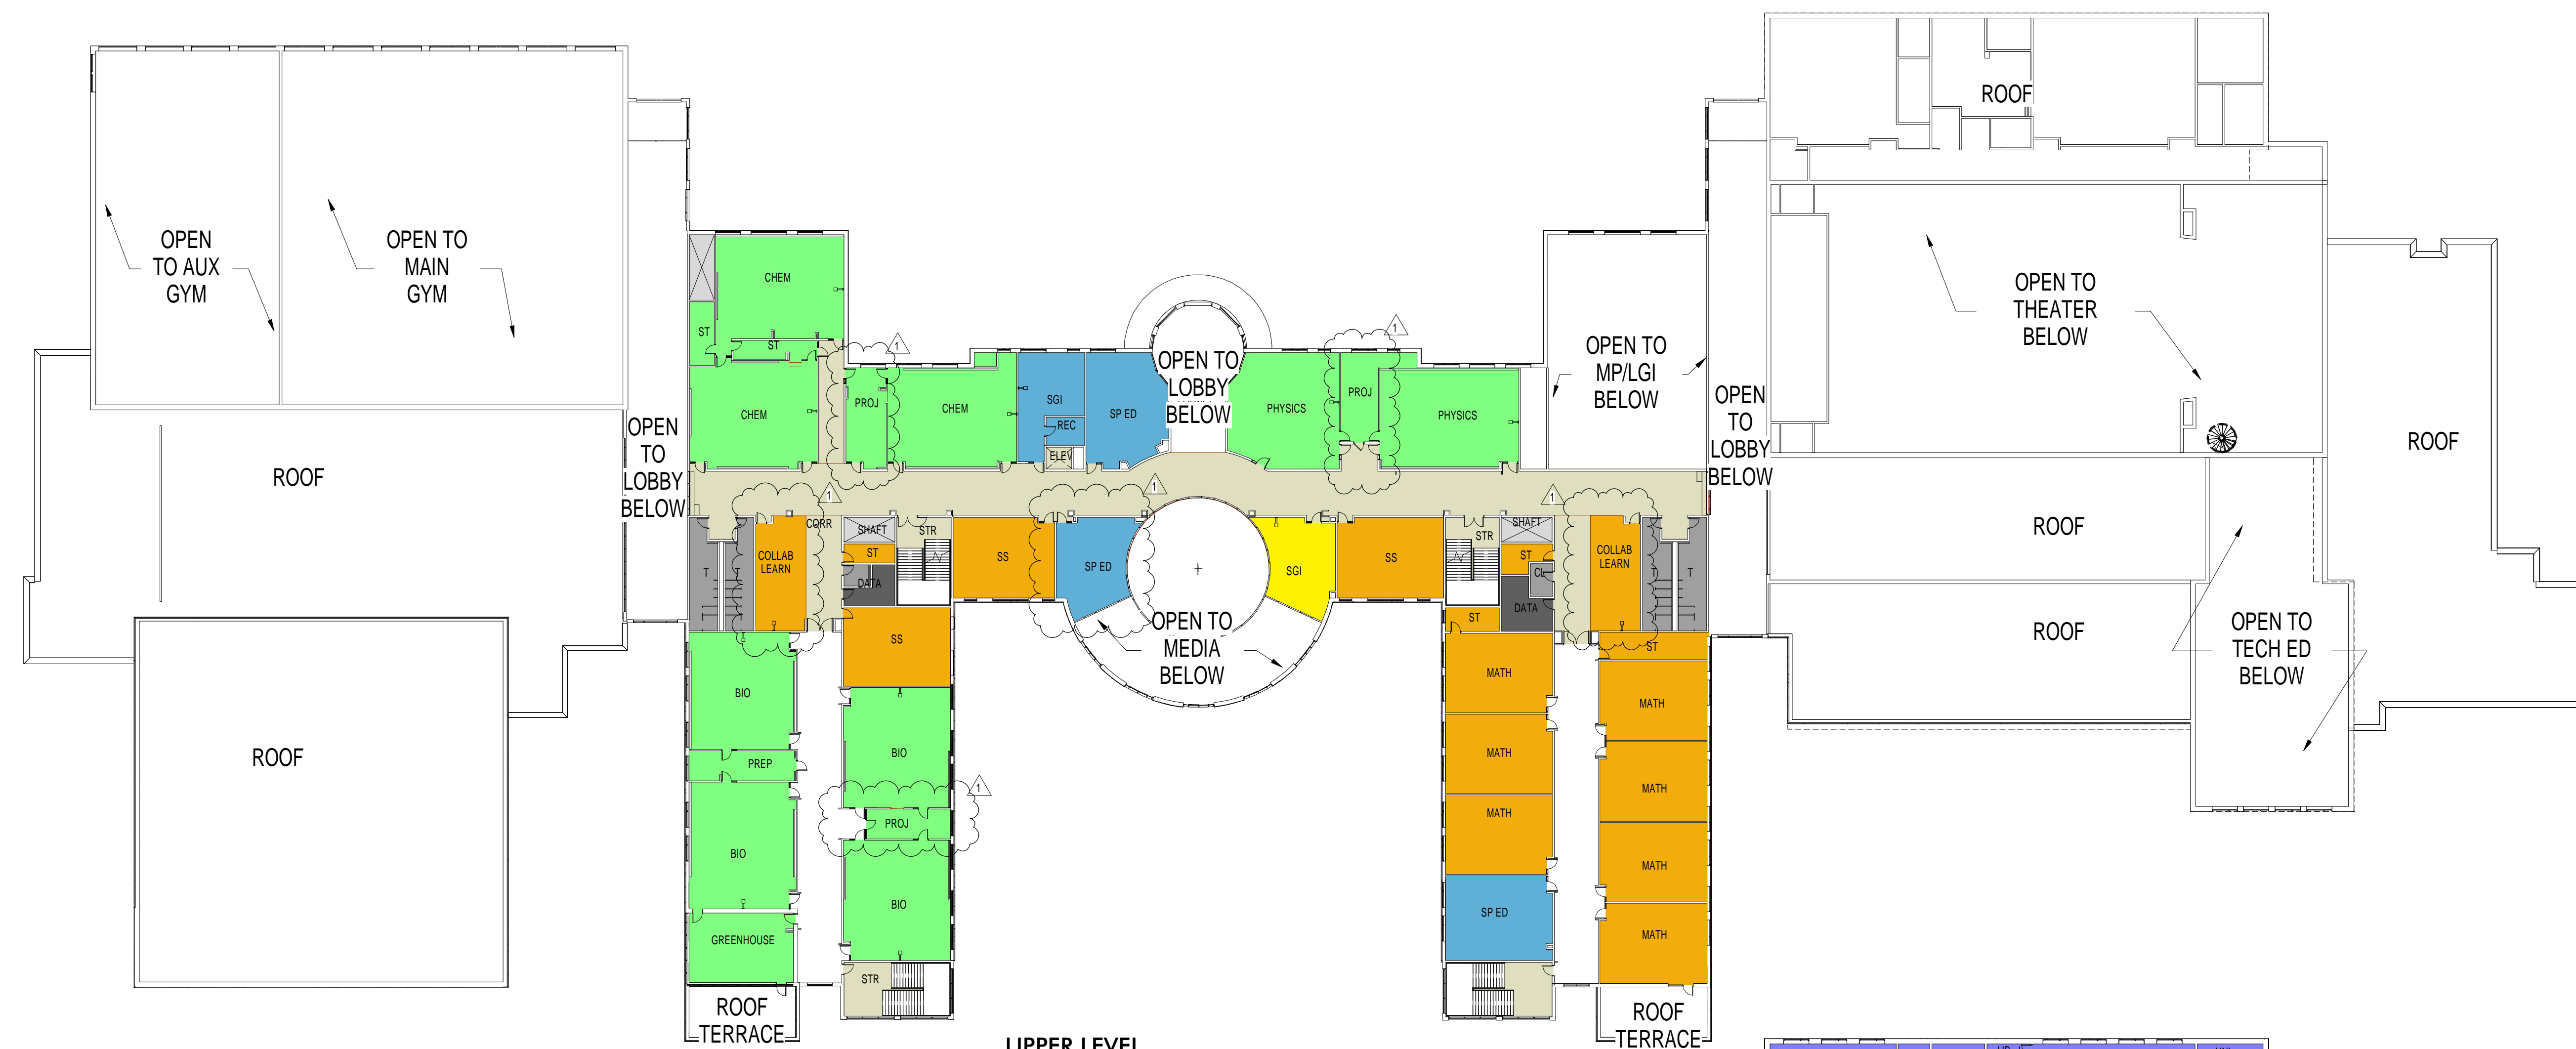 ROOF
OPEN
TO AUX
GYM
OPEN TO
MAIN
GYM
CHEM
ST
ST
CHEM
PROJ
1
CHEM
SGI
REC
ELEV
SP ED
OPEN TO
LOBBY
BELOW
PHYSICS
PROJ
1
PHYSICS
OPEN TO
MP/LGI
BELOW
OPEN
TO
LOBBY
BELOW
OPEN TO
THEATER
BELOW
ROOF
ROOF
OPEN
TO
LOBBY
BELOW
1
1
1
T
COLLAB
LEARN
CORR
SHAFT
STR
ST
DATA
SS
SP ED
SGI
SS
STR
SHAFT
ST
CL
DATA
COLLAB
LEARN
T
T
ROOF
OPEN TO
MEDIA
BELOW
SS
ST
ST
ROOF
OPEN TO
TECH ED
BELOW
BIO
BIO
PREP
MATH
MATH
MATH
MATH
ROOF
1
PROJ
MATH
MATH
BIO
BIO
MATH
SP ED
MATH
GREENHOUSE
STR
ROOF
TERRACE
ROOF
TERRACE
UPPER LEVEL